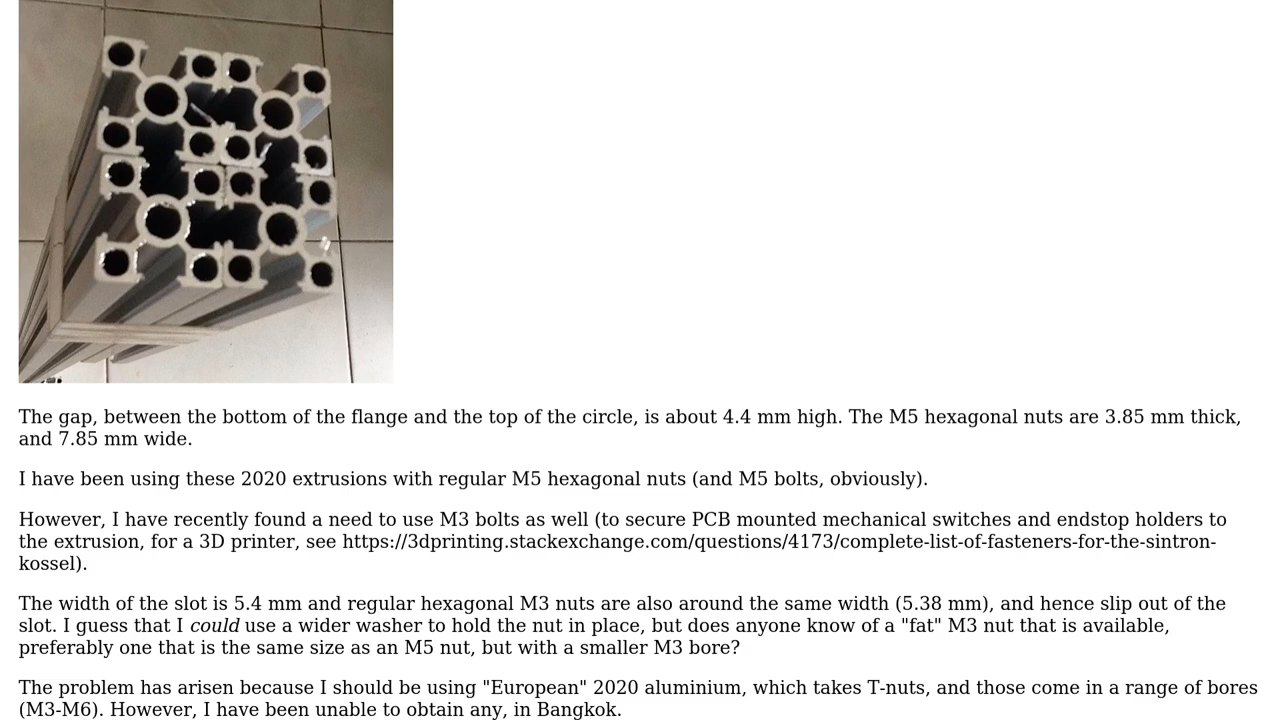 The gap, between the bottom of the flange and the top of the circle, is about 4.4 mm high. The M5 hexagonal nuts are 3.85 mm thick,
and 7.85 mm wide.
I have been using these 2020 extrusions with regular M5 hexagonal nuts (and M5 bolts, obviously).
However, I have recently found a need to use M3 bolts as well (to secure PCB mounted mechanical switches and endstop holders to
the extrusion, for a 3D printer, see https://3dprinting.stackexchange.com/questions/4173/complete-list-of-fasteners-for-the-sintron-
kossel).
The width of the slot is 5.4 mm and regular hexagonal M3 nuts are also around the same width (5.38 mm), and hence slip out of the
slot. I guess that I could use a wider washer to hold the nut in place, but does anyone know of a "fat" M3 nut that is available,
preferably one that is the same size as an M5 nut, but with a smaller M3 bore?
The problem has arisen because I should be using "European" 2020 aluminium, which takes T-nuts, and those come in a range of bores
(M3-M6). However, I have been unable to obtain any, in Bangkok.